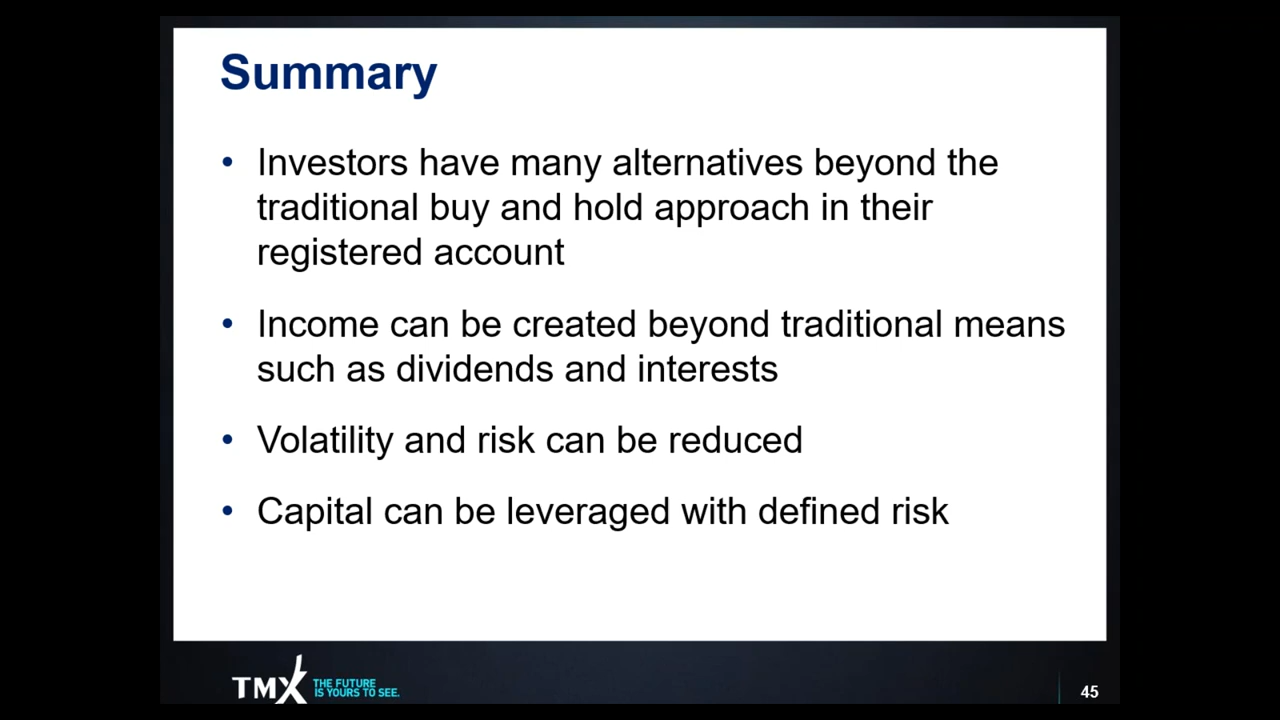 Summary
• Investors have many alternatives beyond the
traditional buy and hold approach in their
registered account
• Income can be created beyond traditional means
such as dividends and interests
• Volatility and risk can be reduced
• Capital can be leveraged with defined risk
TMX
THE FUTURE
IS YOURS TO SEE.
45